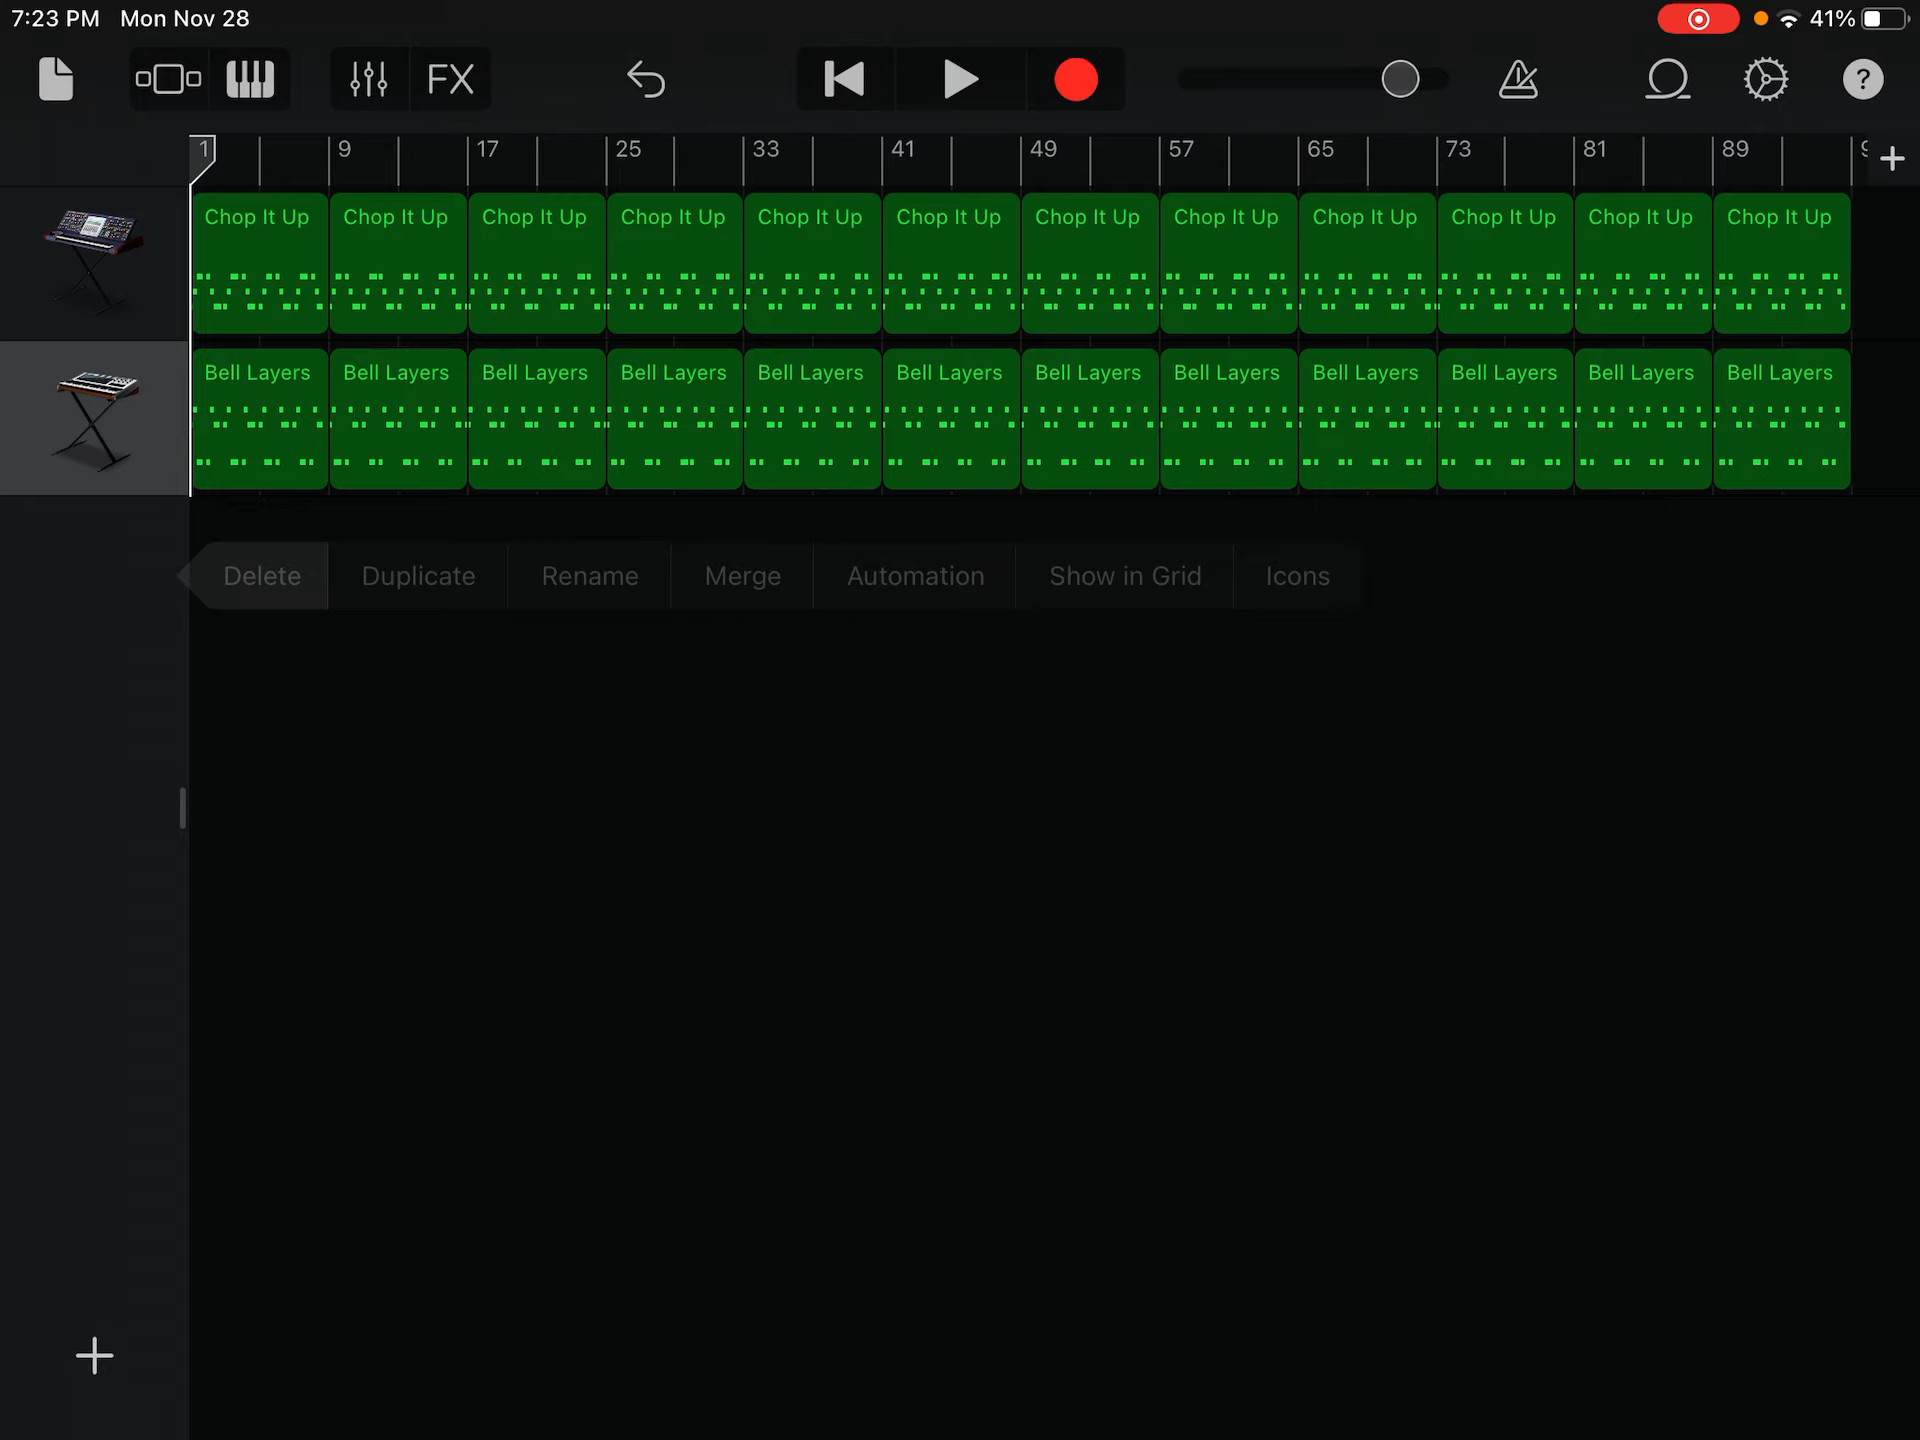 7:23 PM Mon Nov 28 41%
FX ?
1 9 17 25 33 41 49 57 65 73 81 89
Chop It Up Chop It Up Chop It Up Chop It Up Chop It Up Chop It Up Chop It Up Chop It Up Chop It Up Chop It Up Chop It Up Chop It Up
Bell Layers Bell Layers Bell Layers Bell Layers Bell Layers Bell Layers Bell Layers Bell Layers Bell Layers Bell Layers Bell Layers Bell Layers
Delete Duplicate Rename Merge Automation Show in Grid Icons